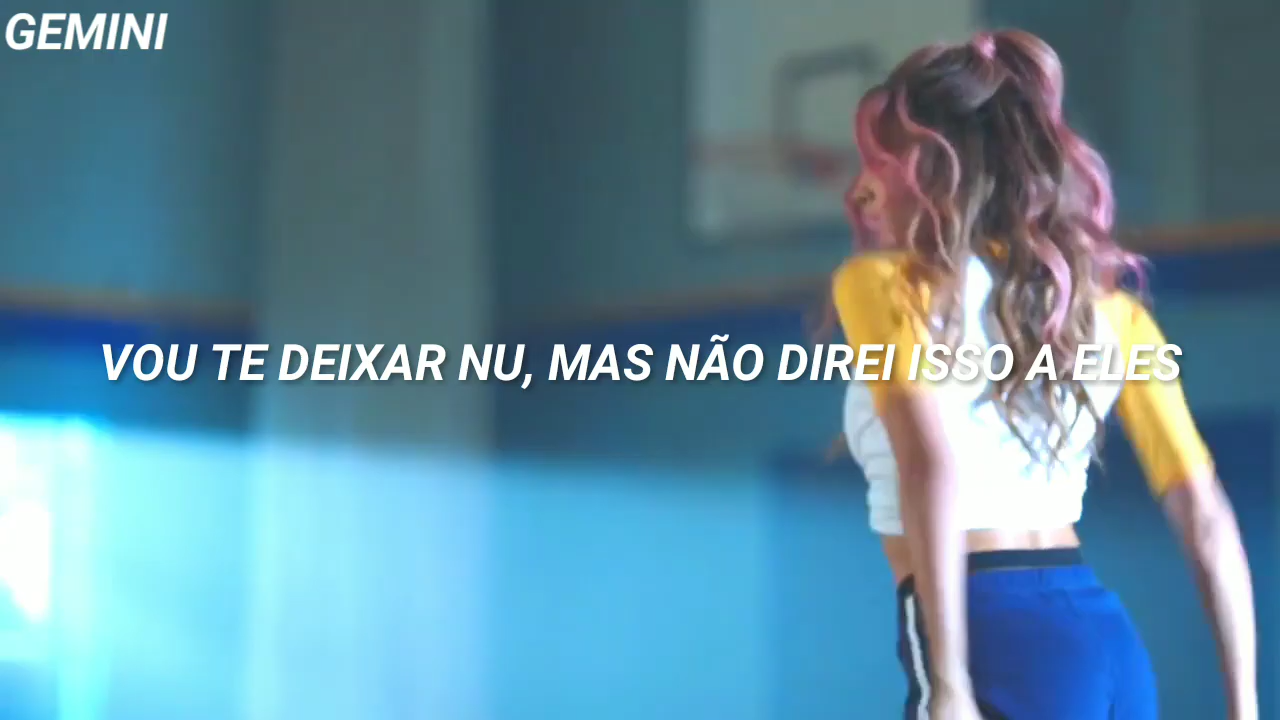 GEMINI
VOU TE DEIXAR NU, MAS NÃO DIREI ISSO A ELES